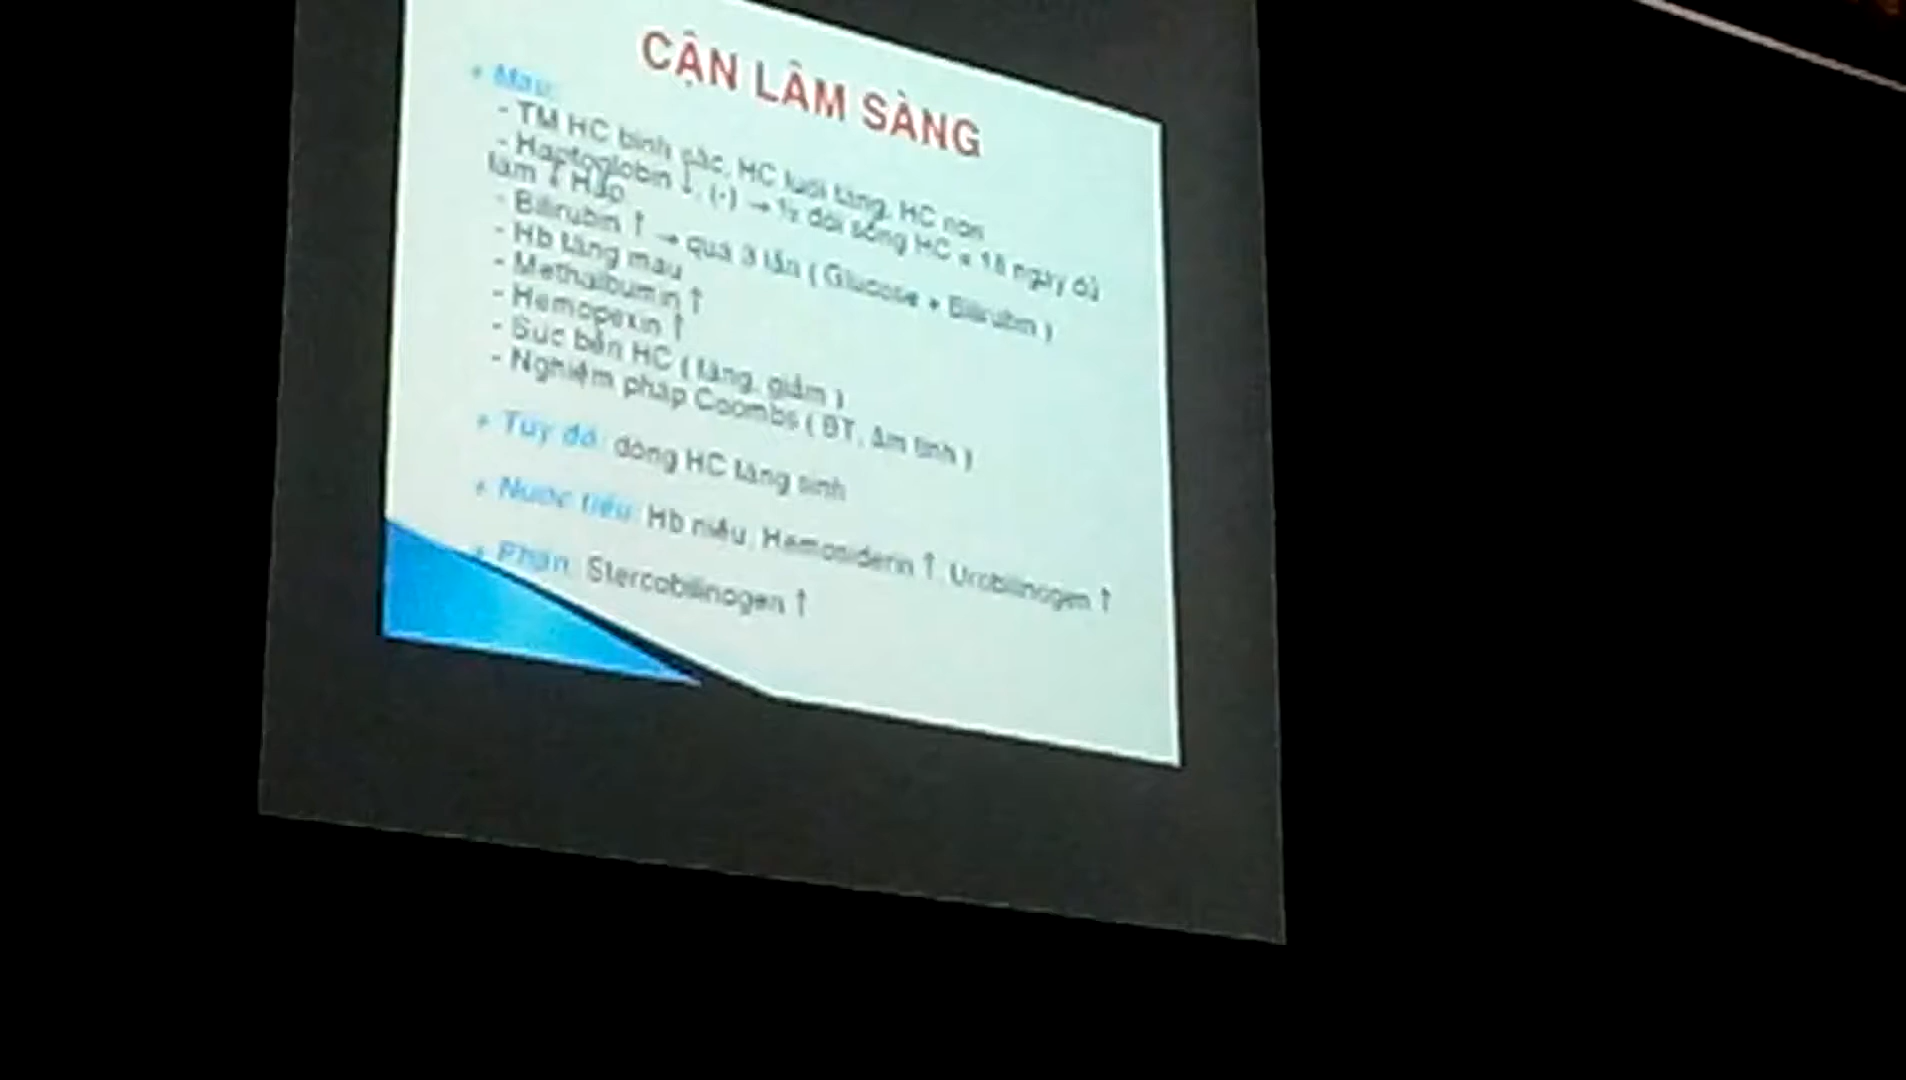 CẬN LÂM SÀNG
+ Máu:
- TM HC bình sắc, HC lưới tăng, HC non
- Haptoglobin ↓, (-) → ½ đời sống HC = 18 ngày đủ
làm ↓ Hap
- Bilirubin ↑ → quá 3 lần ( Glucose + Bilirubin )
- Hb tăng máu
- Methalbumin ↑
- Hemopexin ↑
- Sức bền HC ( tăng, giảm )
- Nghiệm pháp Coombs ( ĐT, âm tính )
+ Tủy đồ: dòng HC tăng sinh
+ Nước tiểu: Hb niệu, Hemosiderin ↑ Urobilinogen ↑
+ Phân: Stercobilinogen ↑